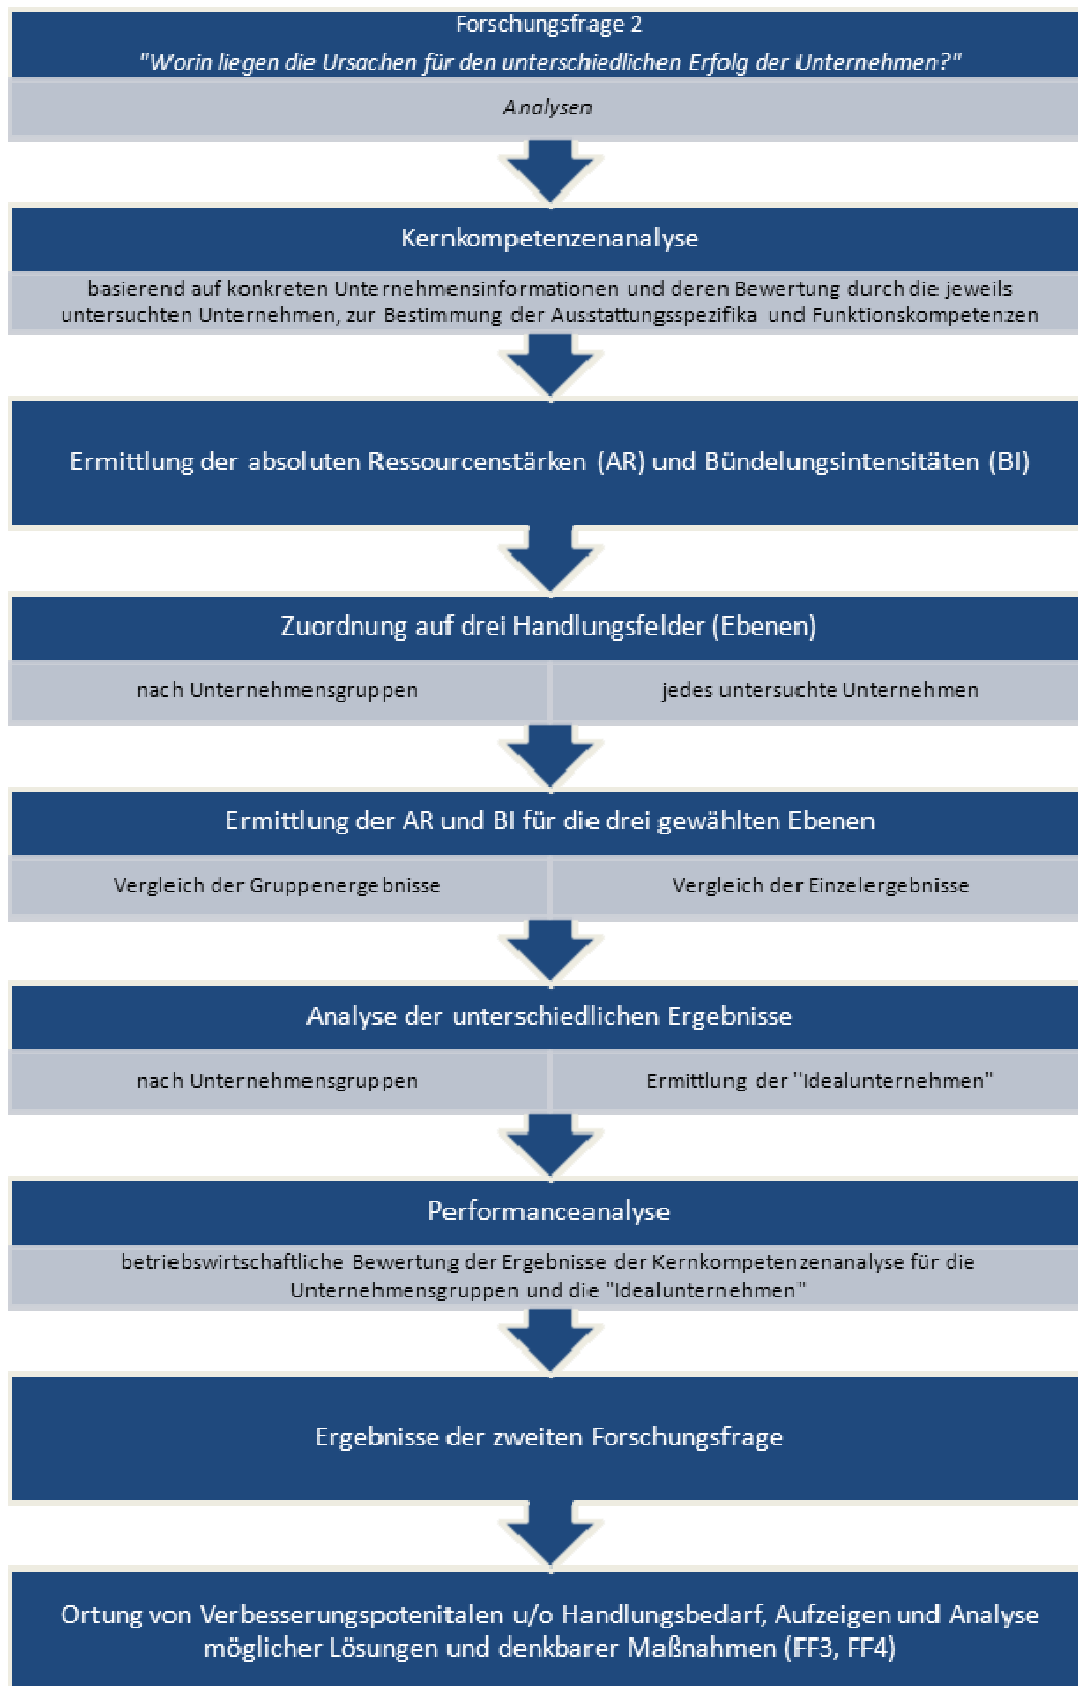 Forschungsfrage 2
"Worin liegen die Ursachen für den unterschiedlichen Erfolg der Unternehmen?"
Analysen
Kernkompetenzenanalyse
basierend auf konkreten Unternehmensinformationen und deren Bewertung durch die jeweils
untersuchten Unternehmen, zur Bestimmung der Ausstattungsspezifika und Funktionskompetenzen
Ermittlung der absoluten Ressourcenstärken (AR) und Bündelungsintensitäten (BI)
Zuordnung auf drei Handlungsfelder (Ebenen)
nach Unternehmensgruppen
jedes untersuchte Unternehmen
Ermittlung der AR und BI für die drei gewählten Ebenen
Vergleich der Gruppenergebnisse
Vergleich der Einzelergebnisse
Analyse der unterschiedlichen Ergebnisse
nach Unternehmensgruppen
Ermittlung der "Idealunternehmen"
Performanceanalyse
betriebswirtschaftliche Bewertung der Ergebnisse der Kernkompetenzenanalyse für die
Unternehmensgruppen und die "Idealunternehmen"
Ergebnisse der zweiten Forschungsfrage
Ortung von Verbesserungspotenitalen u/o Handlungsbedarf, Aufzeigen und Analyse
möglicher Lösungen und denkbarer Maßnahmen (FF3, FF4)